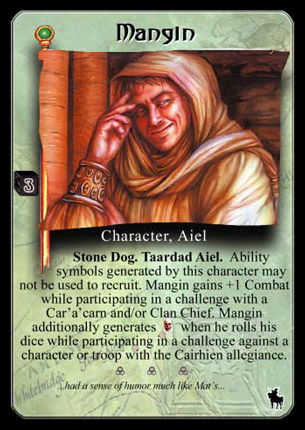 Mangin
3
Character, Aiel
Stone Dog. Taardad Aiel. Ability
symbols generated by this character may
not be used to recruit. Mangin gains +1 Combat
while participating in a challenge with a
Car'a'carn and/or Clan Chief. Mangin
additionally generates when he rolls his
dice while participating in a challenge against a
character or troop with the Cairhien allegiance.
...had a sense of humor much like Mat's...
Whitebridge